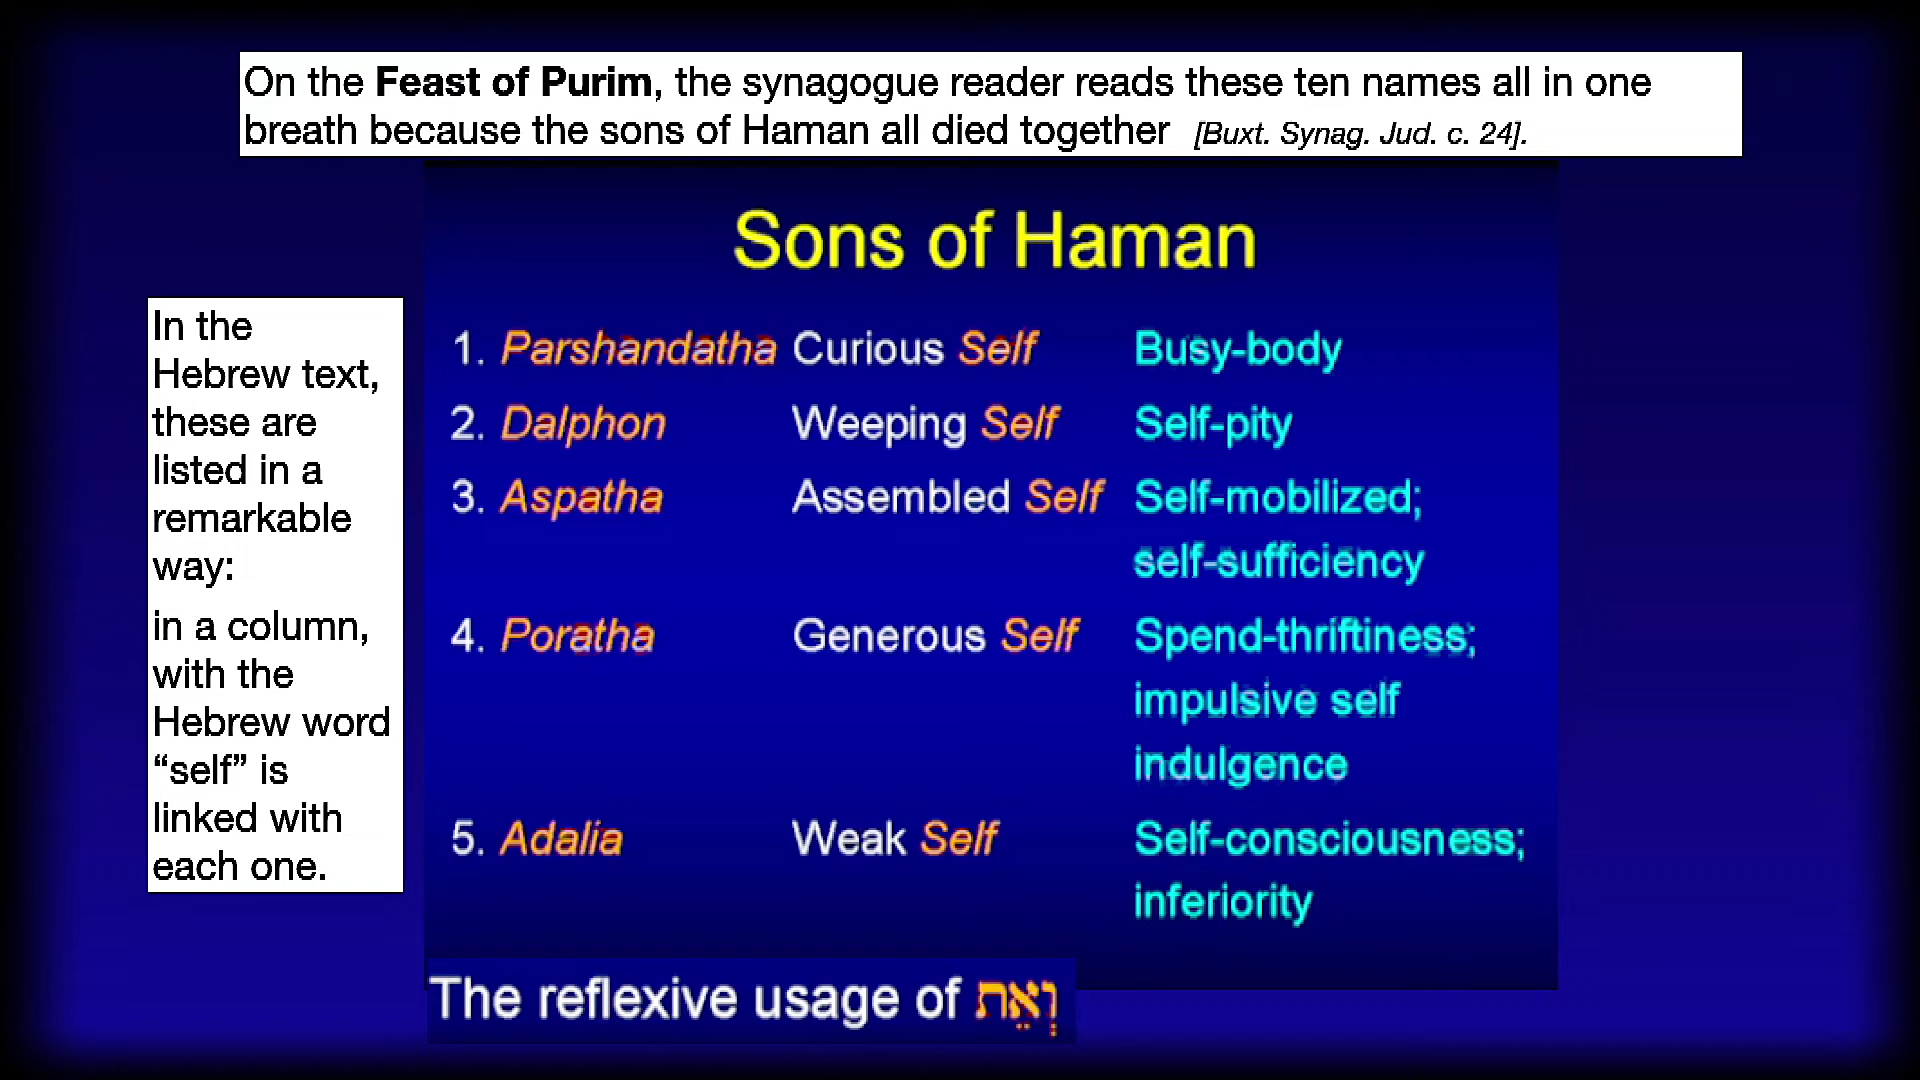 On the Feast of Purim, the synagogue reader reads these ten names all in one
breath because the sons of Haman all died together [Buxt. Synag. Jud. c. 24].
Sons of Haman
In the
Hebrew text,
these are
listed in a
remarkable
way:
in a column,
with the
Hebrew word
“self” is
linked with
each one.
1. Parshandatha Curious Self Busy-body
2. Dalphon Weeping Self Self-pity
3. Aspatha Assembled Self Self-mobilized;
self-sufficiency
4. Poratha Generous Self Spend-thriftiness;
impulsive self
indulgence
5. Adalia Weak Self Self-consciousness;
inferiority
The reflexive usage of וְאֵת